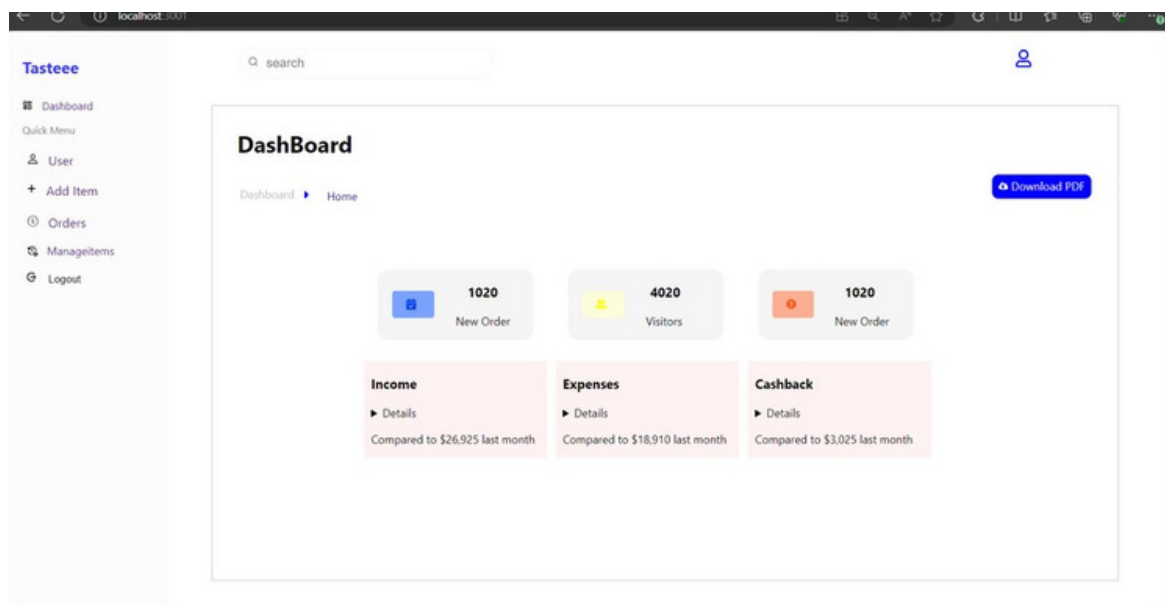 localhost:3001
Tasteee
search
Dashboard
Quick Menu
User
Add Item
Orders
Manageitems
Logout
DashBoard
Dashboard Home
Download PDF
1020
New Order
4020
Visitors
1020
New Order
Income
Details
Compared to $26,925 last month
Expenses
Details
Compared to $18,910 last month
Cashback
Details
Compared to $3,025 last month